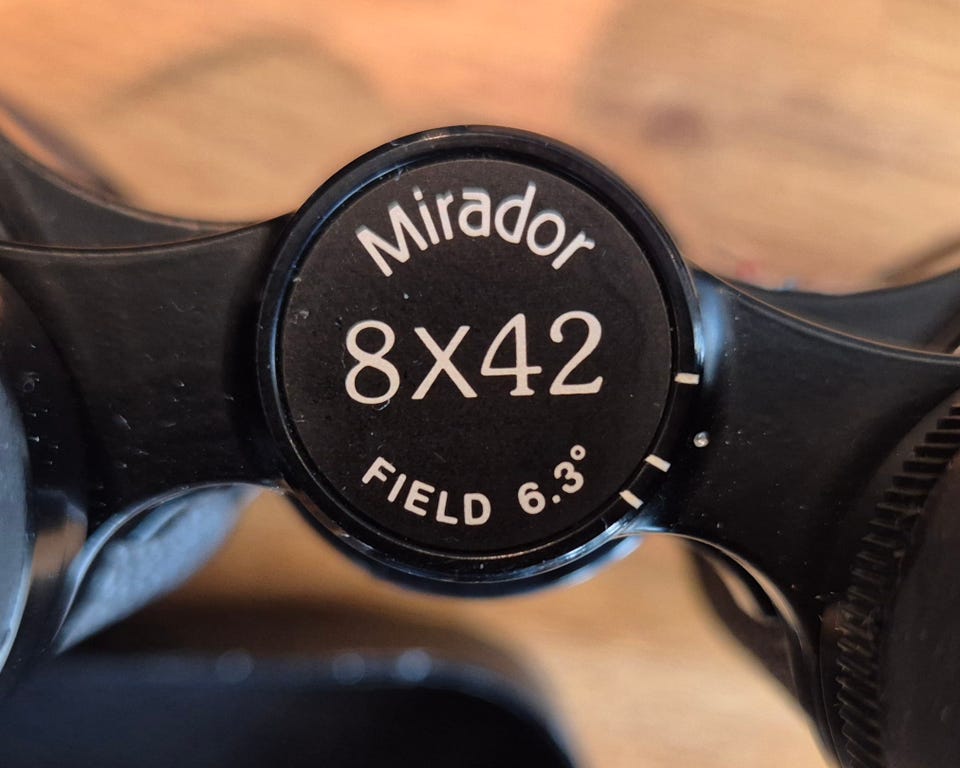 Mirador
8X42
FIELD 6.3°